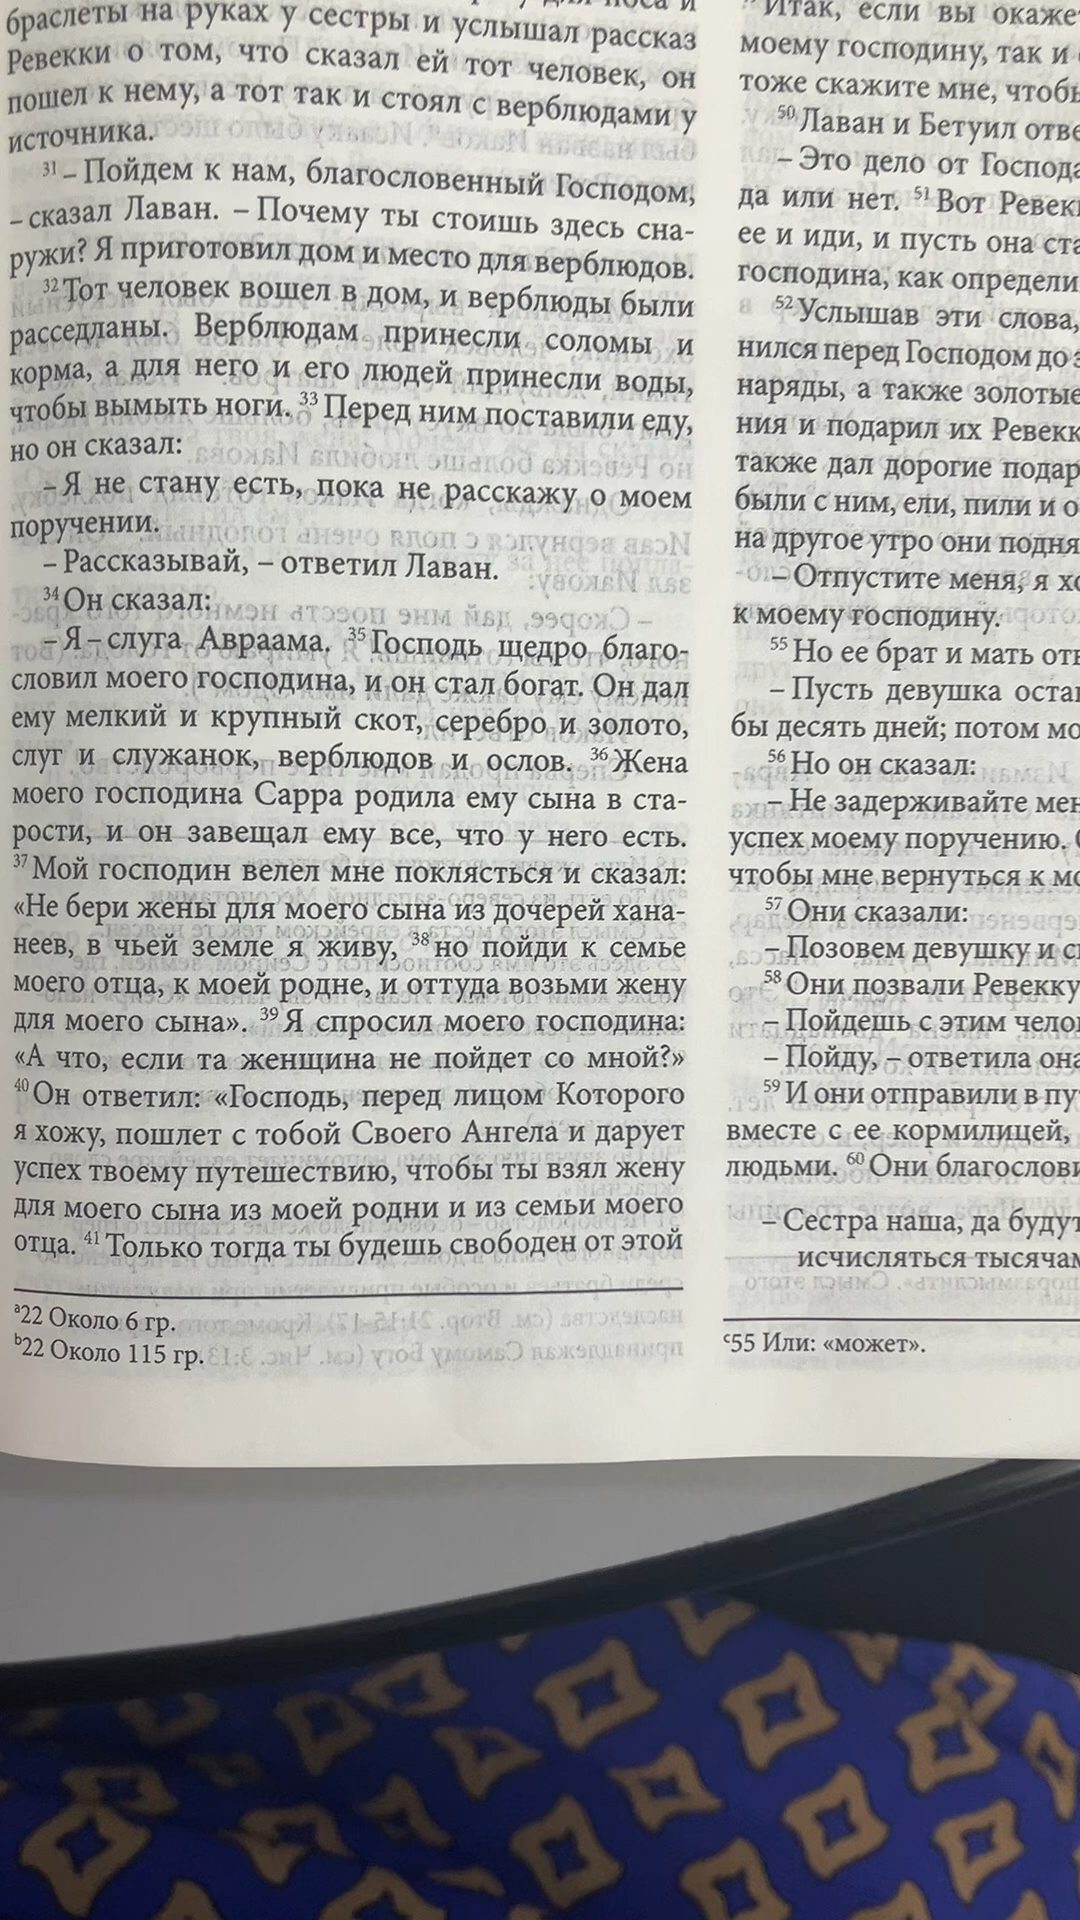 браслеты на руках у сестры и услышал рассказ
Ревекки о том, что сказал ей тот человек, он
пошел к нему, а тот так и стоял с верблюдами у
источника.
31 – Пойдем к нам, благословенный Господом,
– сказал Лаван. – Почему ты стоишь здесь сна-
ружи? Я приготовил дом и место для верблюдов.
32 Тот человек вошел в дом, и верблюды были
расседланы. Верблюдам принесли соломы и
корма, а для него и его людей принесли воды,
чтобы вымыть ноги. 33 Перед ним поставили еду,
но он сказал:
– Я не стану есть, пока не расскажу о моем
поручении.
– Рассказывай, – ответил Лаван.
34 Он сказал:
– Я – слуга Авраама. 35 Господь щедро благо-
словил моего господина, и он стал богат. Он дал
ему мелкий и крупный скот, серебро и золото,
слуг и служанок, верблюдов и ослов. 36 Жена
моего господина Сарра родила ему сына в ста-
рости, и он завещал ему все, что у него есть.
37 Мой господин велел мне поклясться и сказал:
«Не бери жены для моего сына из дочерей хана-
неев, в чьей земле я живу, 38 но пойди к семье
моего отца, к моей родне, и оттуда возьми жену
для моего сына». 39 Я спросил моего господина:
«А что, если та женщина не пойдет со мной?»
40 Он ответил: «Господь, перед лицом Которого
я хожу, пошлет с тобой Своего Ангела и дарует
успех твоему путешествию, чтобы ты взял жену
для моего сына из моей родни и из семьи моего
отца. 41 Только тогда ты будешь свободен от этой
a22 Около 6 гр.
b22 Около 115 гр.
Итак, если вы окаже
моему господину, так и
тоже скажите мне, чтобы
50 Лаван и Бетуил отве
– Это дело от Господа
да или нет. 51 Вот Ревек
ее и иди, и пусть она ста
господина, как определи
52 Услышав эти слова,
нился перед Господом до з
наряды, а также золотые
ния и подарил их Ревекк
также дал дорогие подар
были с ним, ели, пили и о
на другое утро они подня
– Отпустите меня, я хо
к моему господину.
55 Но ее брат и мать отв
– Пусть девушка остан
бы десять дней; потом мо
56 Но он сказал:
– Не задерживайте мен
успех моему поручению. О
чтобы мне вернуться к мо
57 Они сказали:
– Позовем девушку и сп
58 Они позвали Ревекку
– Пойдешь с этим чело
– Пойду, – ответила она
59 И они отправили в пу
вместе с ее кормилицей,
людьми. 60 Они благослови
– Сестра наша, да будут
исчисляться тысячам
c55 Или: «может».